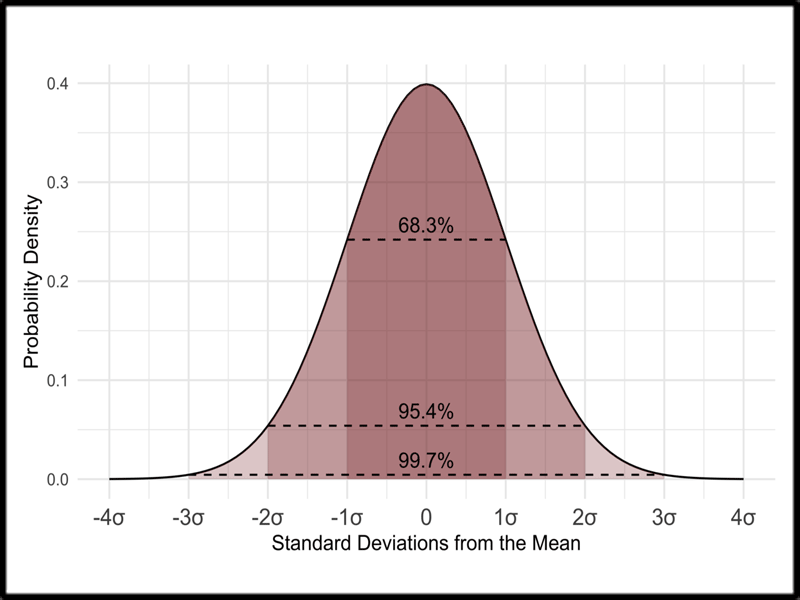 0.4
0.3
0.2
0.1
0.0
Probability Density
68.3%
95.4%
99.7%
-4σ -3σ -2σ -1σ 0 1σ 2σ 3σ 4σ
Standard Deviations from the Mean